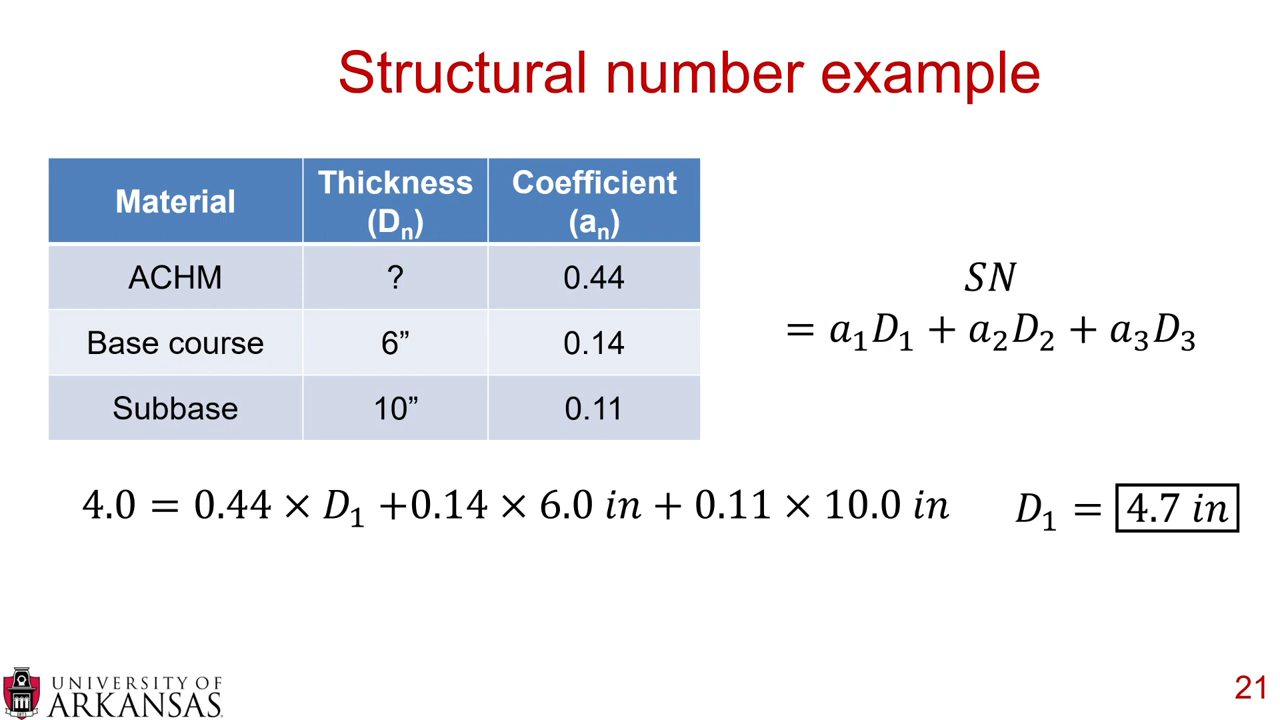 Structural number example
Material Thickness (Dn) Coefficient (an)
ACHM ? 0.44
Base course 6” 0.14
Subbase 10” 0.11
𝑆𝑁
= 𝑎₁𝐷₁ + 𝑎₂𝐷₂ + 𝑎₃𝐷₃
4.0 = 0.44 × 𝐷₁ +0.14 × 6.0 𝑖𝑛 + 0.11 × 10.0 𝑖𝑛
𝐷₁ = 4.7 𝑖𝑛
UNIVERSITY OF
ARKANSAS
21